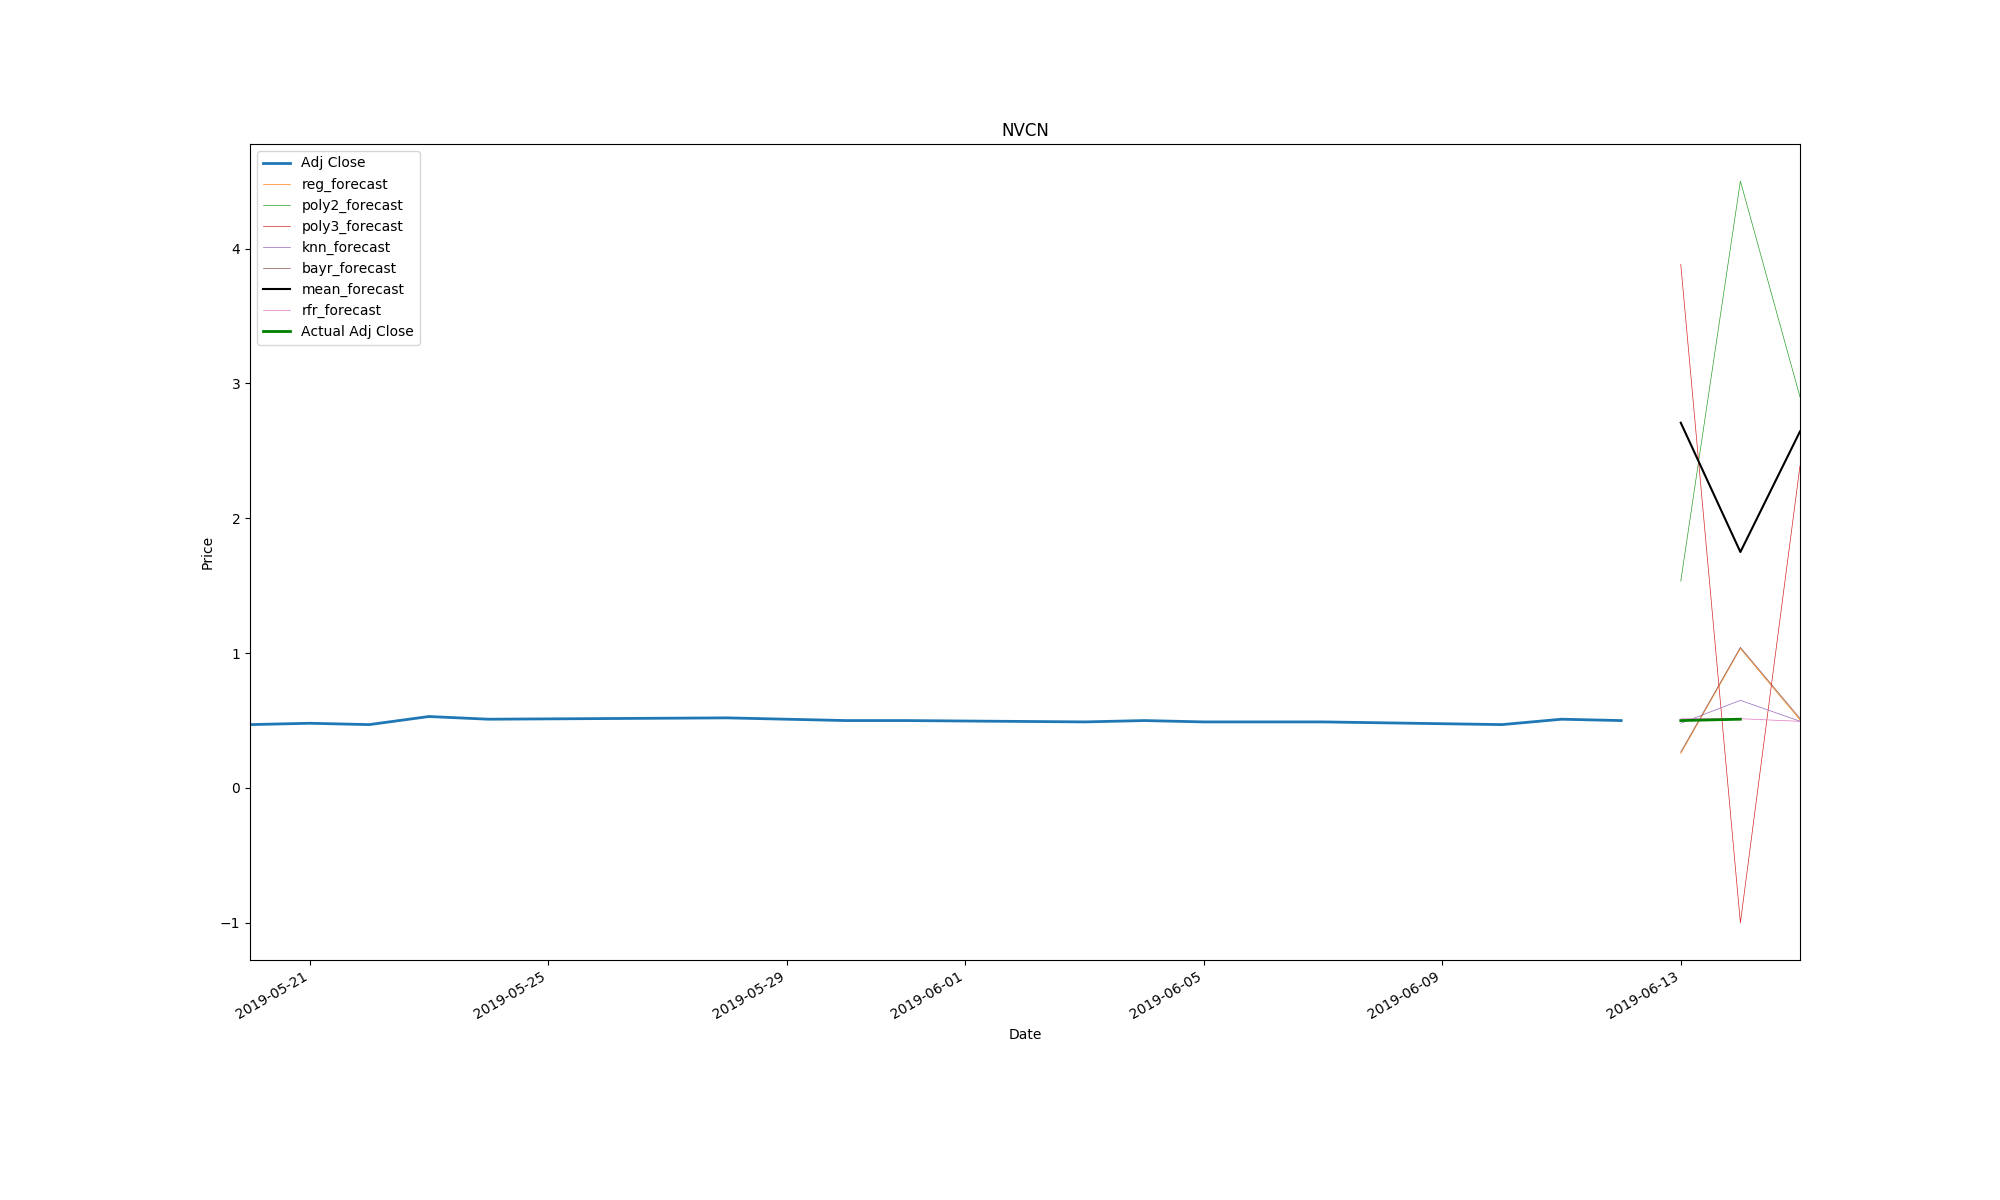 NVCN
Adj Close
reg_forecast
poly2_forecast
poly3_forecast
knn_forecast
bayr_forecast
mean_forecast
rfr_forecast
Actual Adj Close
4
3
2
1
0
−1
Price
2019-05-21
2019-05-25
2019-05-29
2019-06-01
2019-06-05
2019-06-09
2019-06-13
Date